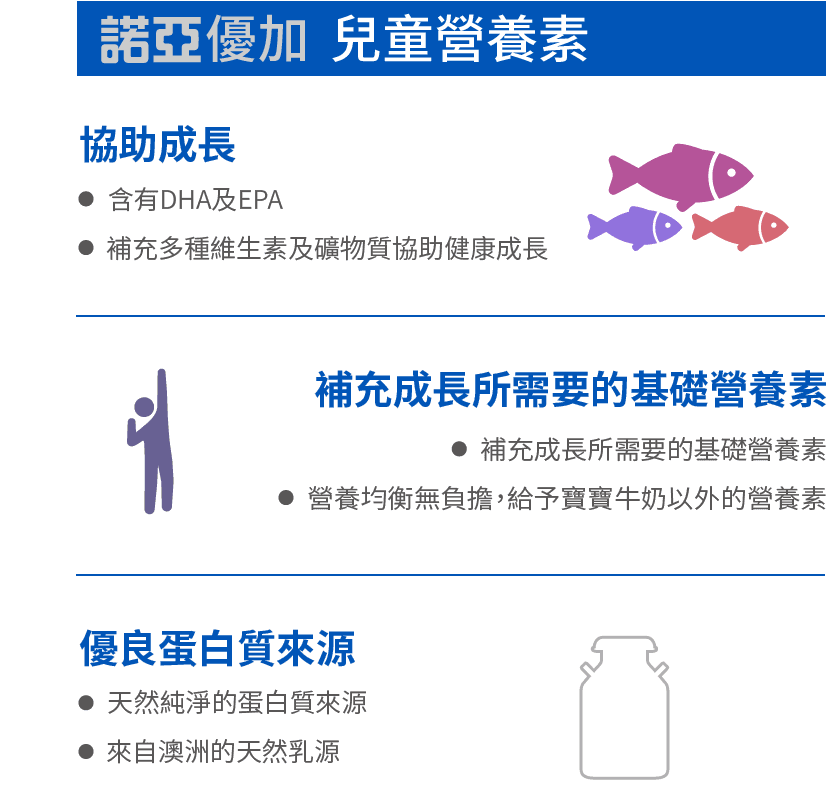 諾亞優加 兒童營養素
協助成長
● 含有DHA及EPA
● 補充多種維生素及礦物質協助健康成長
補充成長所需要的基礎營養素
● 補充成長所需要的基礎營養素
● 營養均衡無負擔，給予寶寶牛奶以外的營養素
優良蛋白質來源
● 天然純淨的蛋白質來源
● 來自澳洲的天然乳源